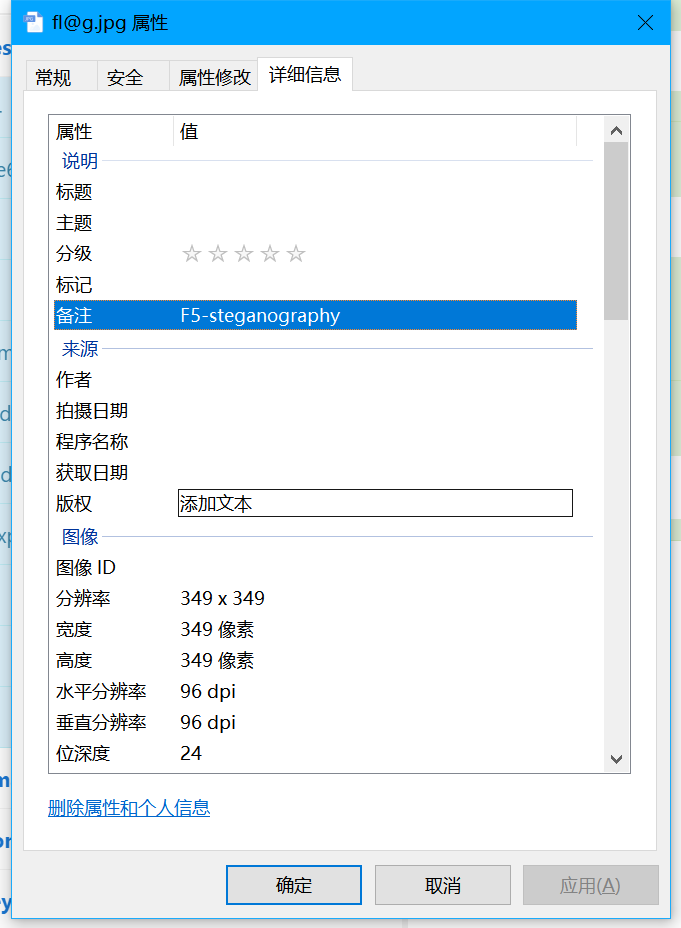 fl@g.jpg 属性
常规 安全 属性修改 详细信息
属性 值
说明
标题
主题
分级
标记
备注 F5-steganography
来源
作者
拍摄日期
程序名称
获取日期
版权 添加文本
图像
图像 ID
分辨率 349 x 349
宽度 349 像素
高度 349 像素
水平分辨率 96 dpi
垂直分辨率 96 dpi
位深度 24
删除属性和个人信息
确定 取消 应用(A)